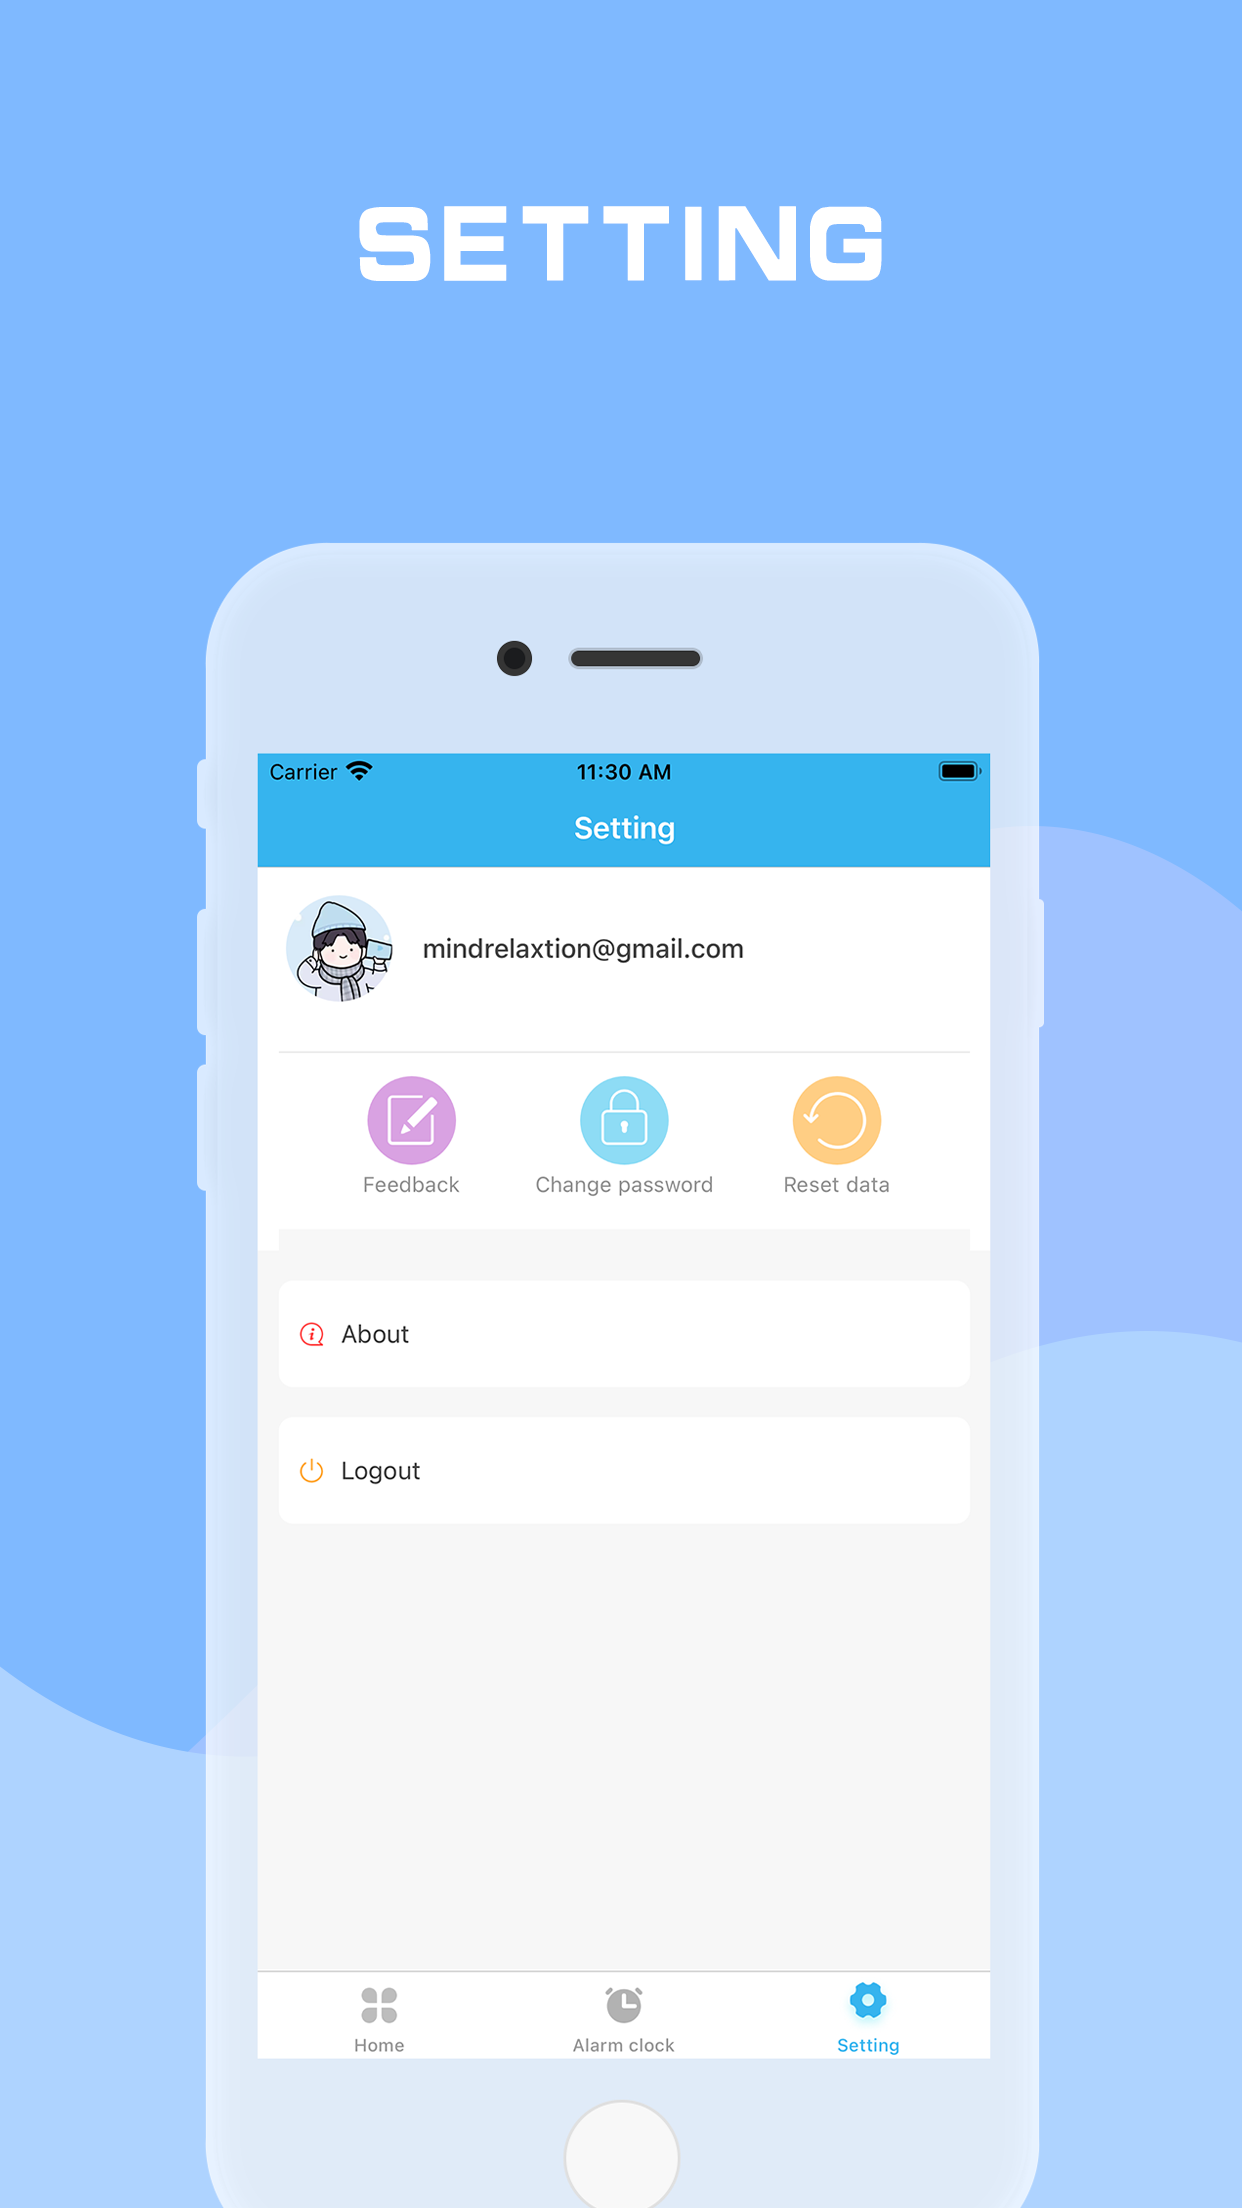 SETTING
Carrier 11:30 AM
Setting
mindrelaxtion@gmail.com
Feedback Change password Reset data
About
Logout
Home Alarm clock Setting